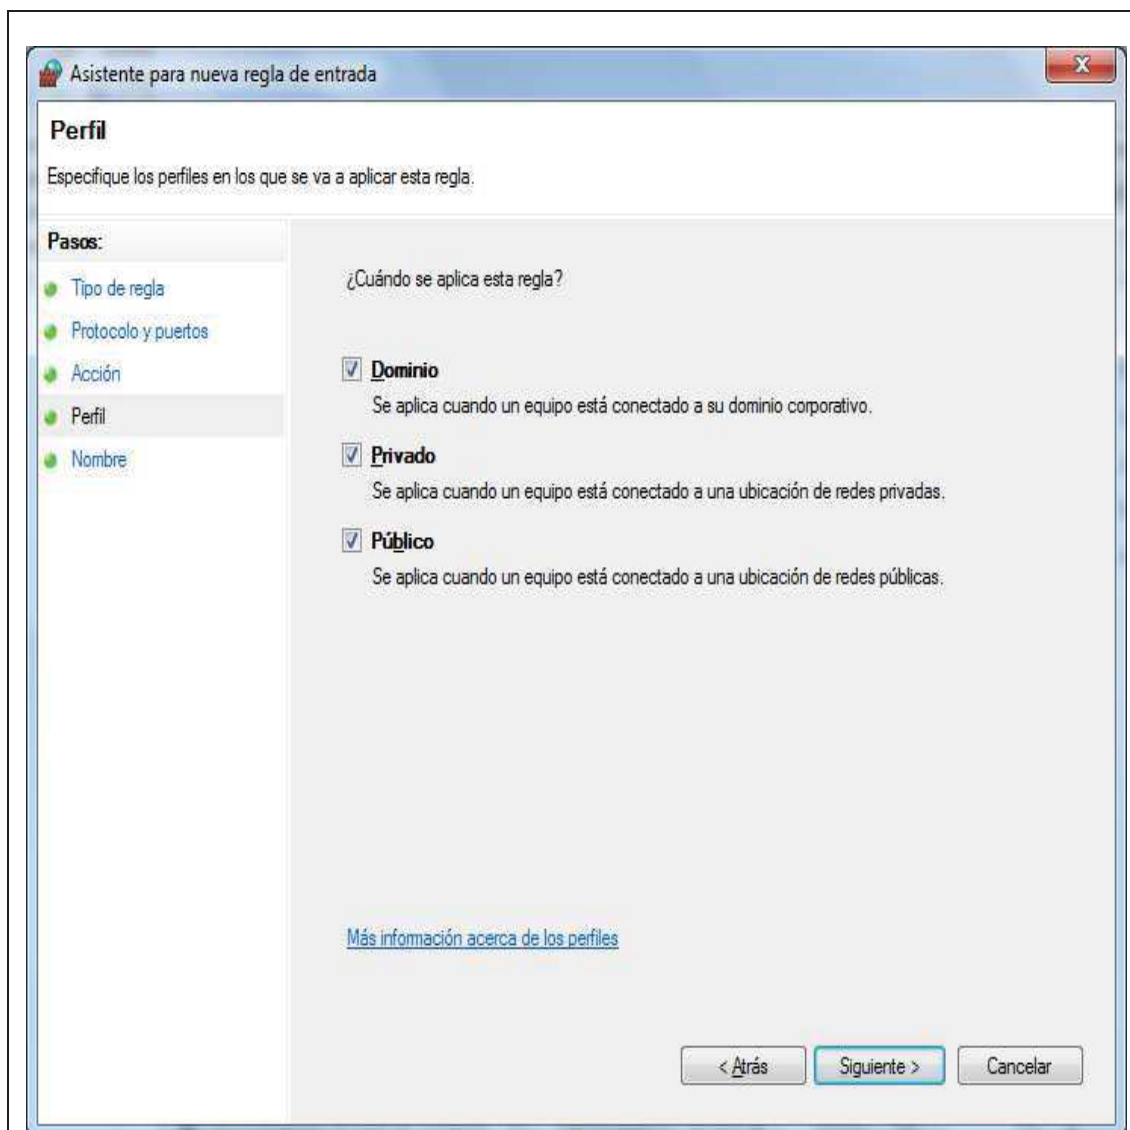 Asistente para nueva regla de entrada
Perfil
Especifique los perfiles en los que se va a aplicar esta regla.
Pasos:
Tipo de regla
Protocolo y puertos
Acción
Perfil
Nombre
¿Cuándo se aplica esta regla?
Dominio
Se aplica cuando un equipo está conectado a su dominio corporativo.
Privado
Se aplica cuando un equipo está conectado a una ubicación de redes privadas.
Público
Se aplica cuando un equipo está conectado a una ubicación de redes públicas.
Más información acerca de los perfiles
< Atrás
Siguiente >
Cancelar